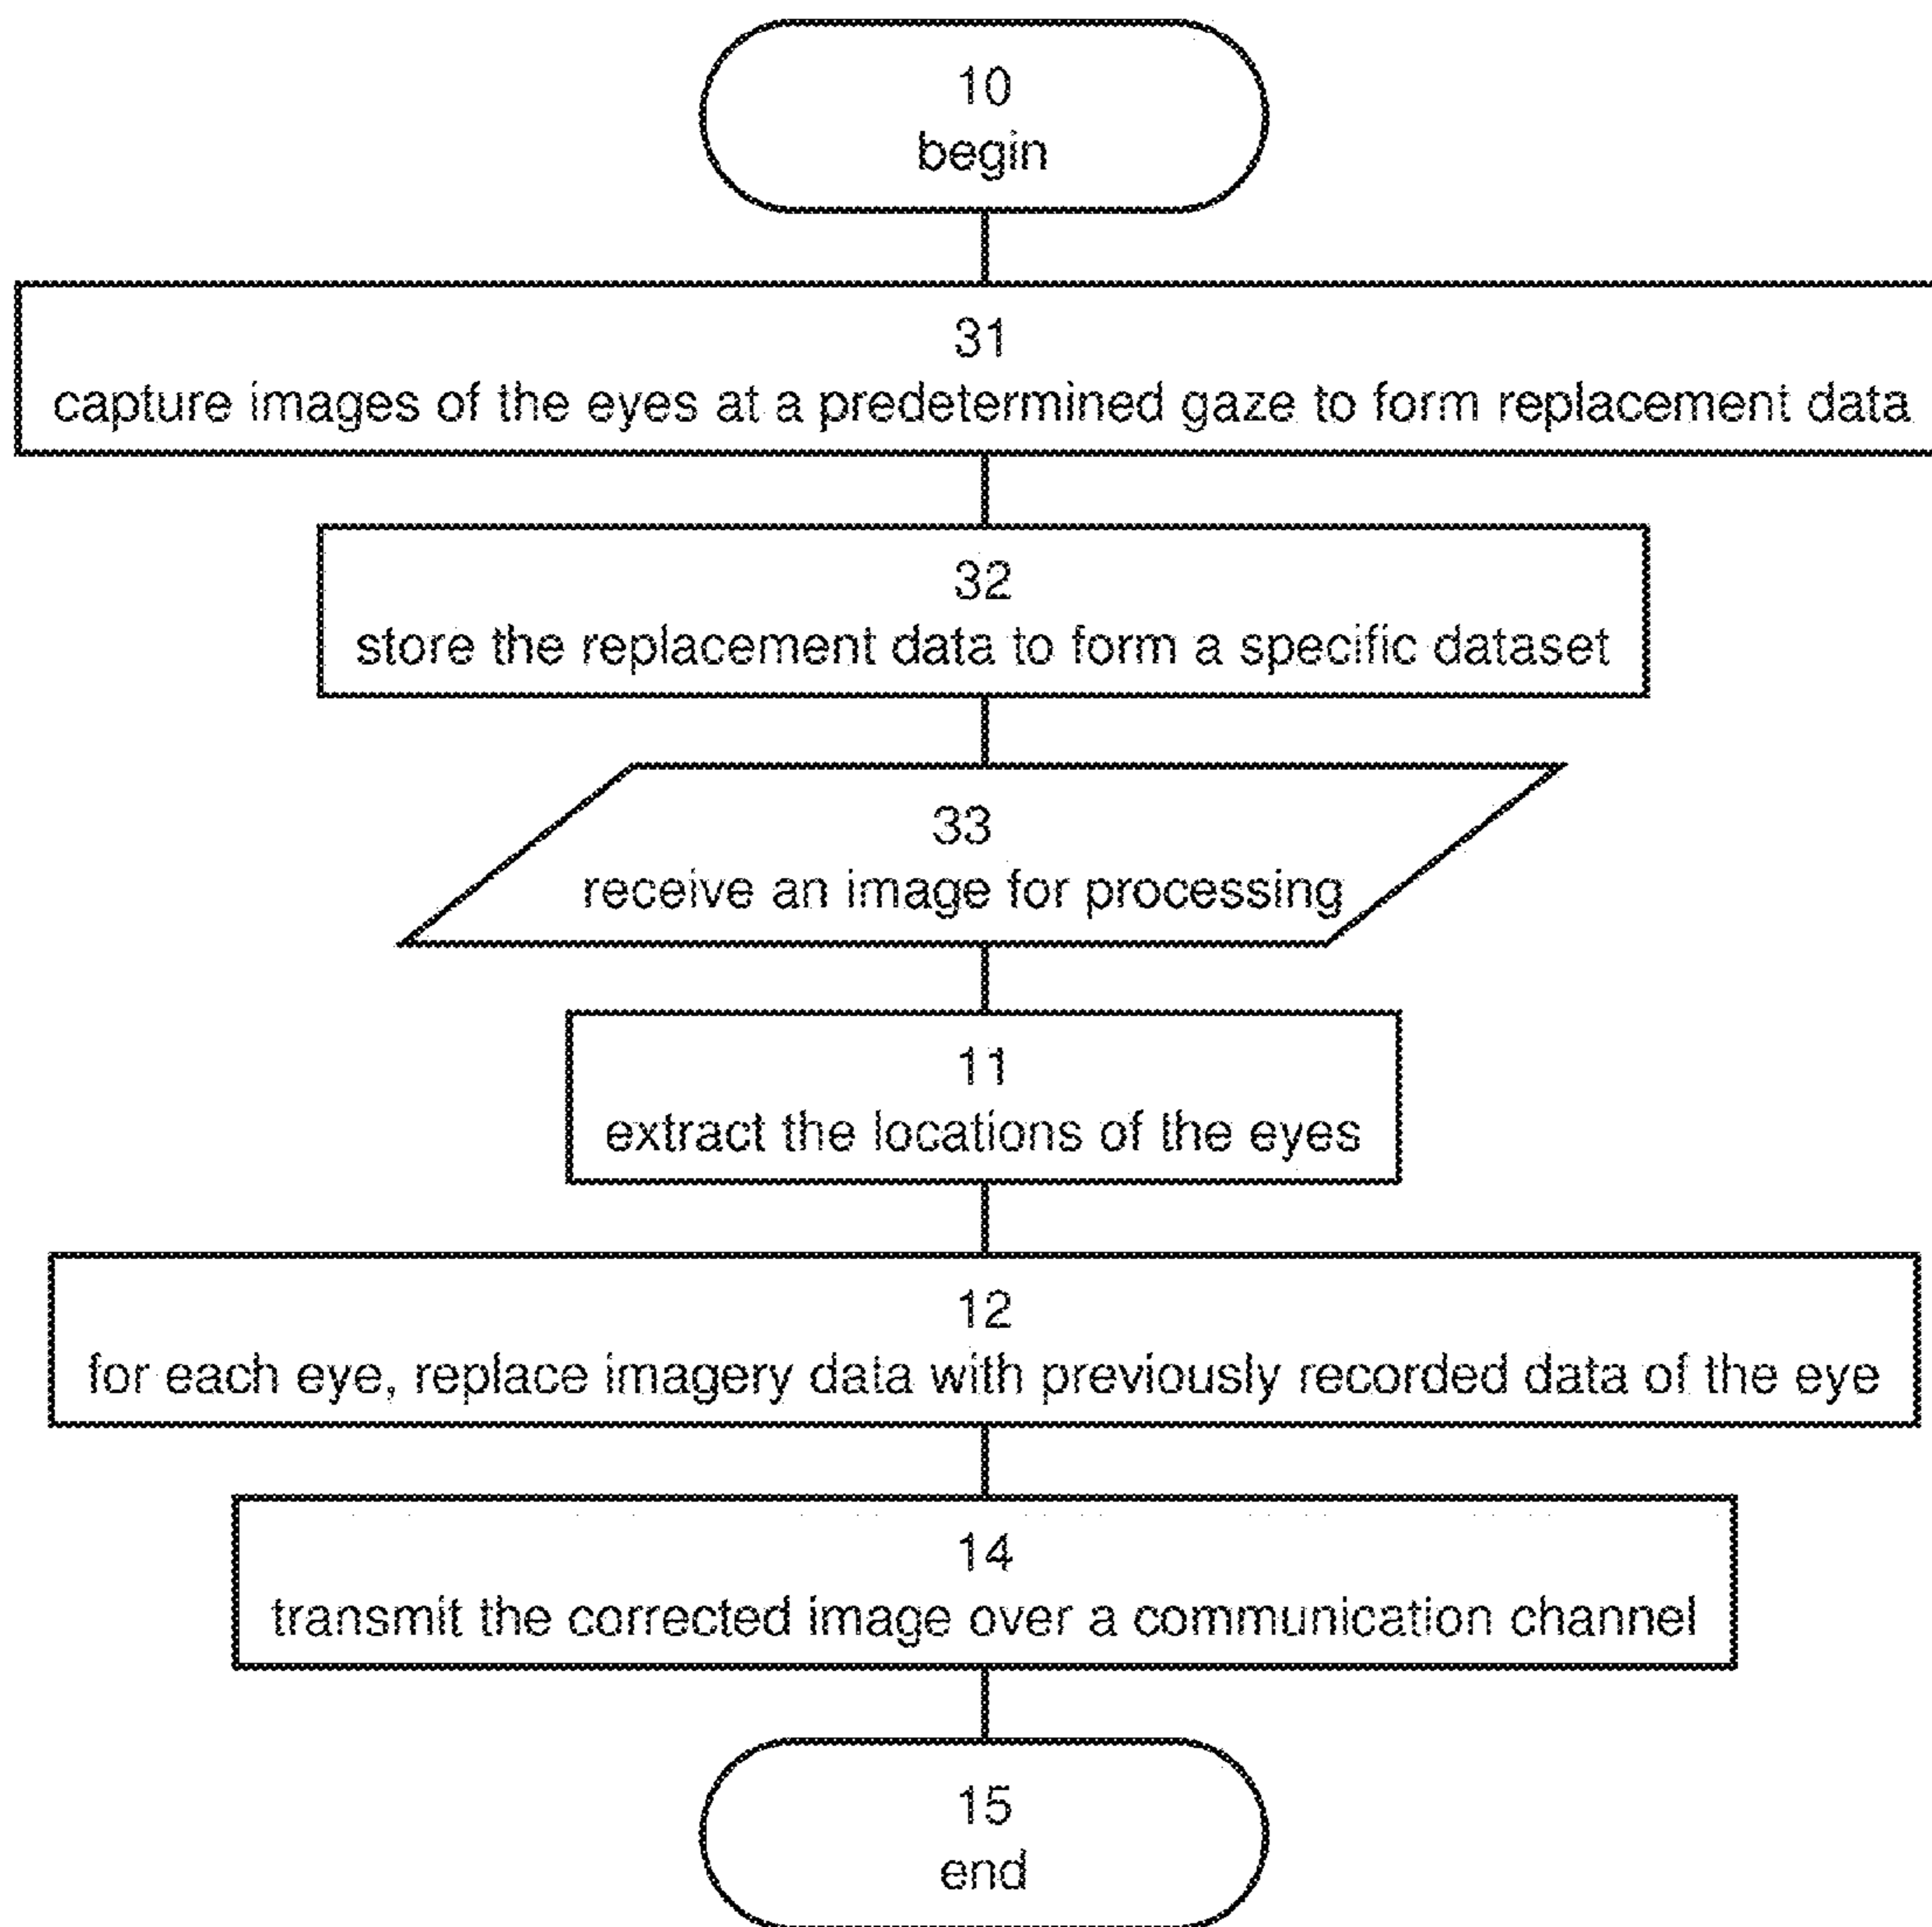 10
begin
31
capture images of the eyes at a predetermined gaze to form replacement data
32
store the replacement data to form a specific dataset
33
receive an image for processing
11
extract the locations of the eyes
12
for each eye, replace imagery data with previously recorded data of the eye
14
transmit the corrected image over a communication channel
15
end